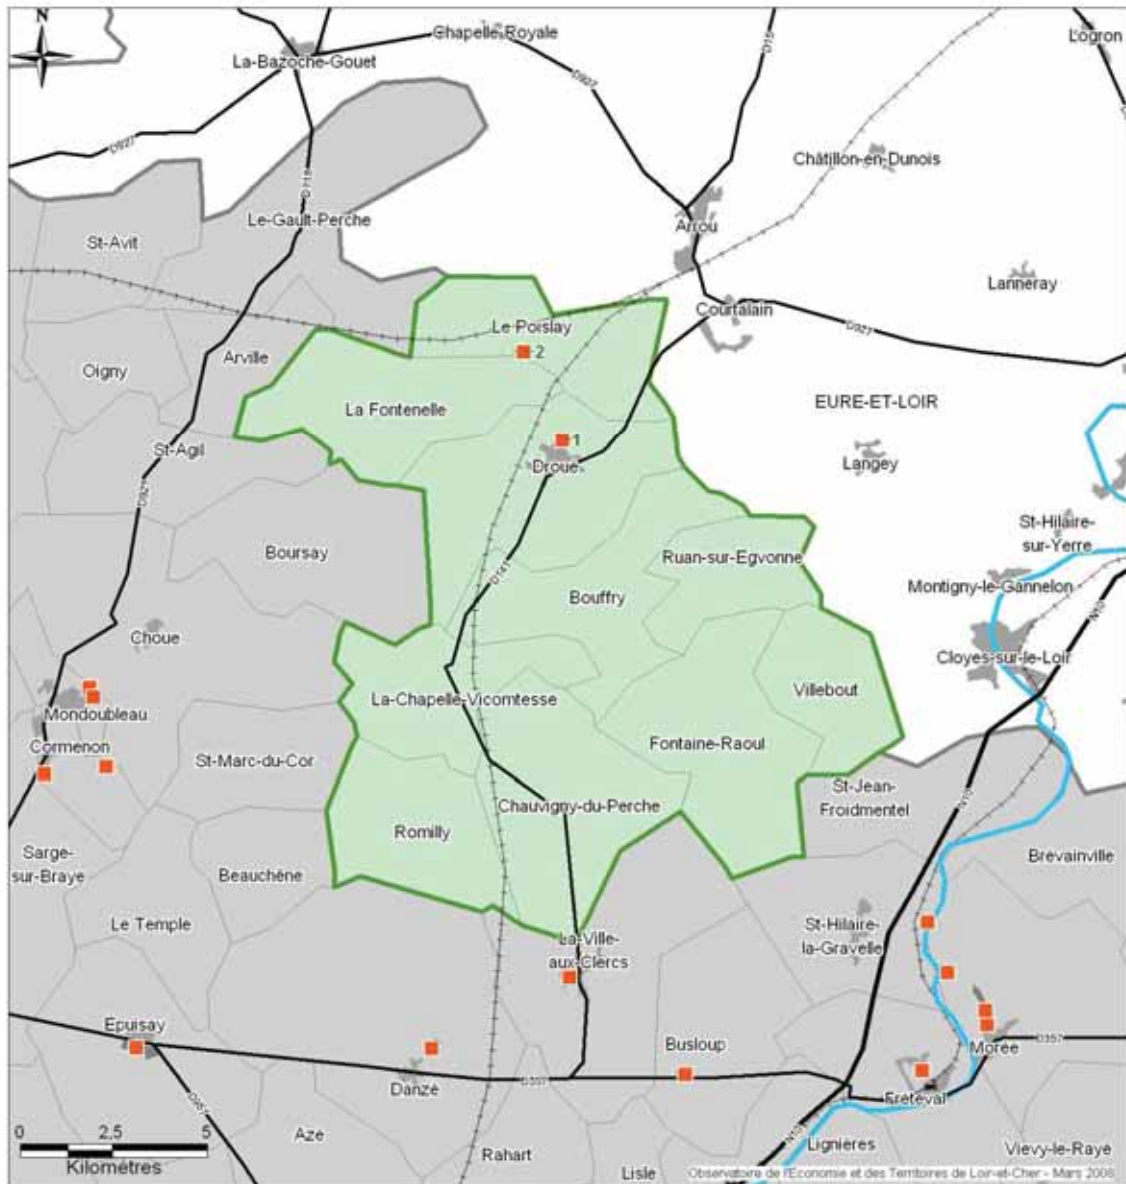 N
Chapelle-Royale
La-Bazoche-Gouet
D927
D15
Logron
D927
Châtillon-en-Dunois
Le-Gault-Perche
St-Avit
Arrou
Lanneray
Courtalain
D927
Le Poislay
2
Arville
Oigny
La Fontenelle
EURE-ET-LOIR
St-Agil
1
Droué
Langey
D921
St-Hilaire-
sur-Yerre
Boursay
Ruan-sur-Egvonne
D141
Montigny-le-Gannelon
Bouffry
N10
Choue
Cloyes-sur-le-Loir
La-Chapelle-Vicomtesse
Villebout
Mondoubleau
Cormenon
Fontaine-Raoul
St-Marc-du-Cor
St-Jean-
Froidmentel
N10
Chauvigny-du-Perche
Romilly
Sargé-
sur-Braye
Brévainville
Beauchêne
Le Temple
St-Hilaire-
la-Gravelle
La-Ville-
aux-Clercs
Epuisay
Busloup
Morée
D357
Danzé
D357
Fréteval
D957
Azé
N10
Lignières
0 2,5 5
Kilomètres
Rahart
Vievy-le-Rayé
Lisle
Observatoire de l'Economie et des Territoires de Loir-et-Cher - Mars 2008